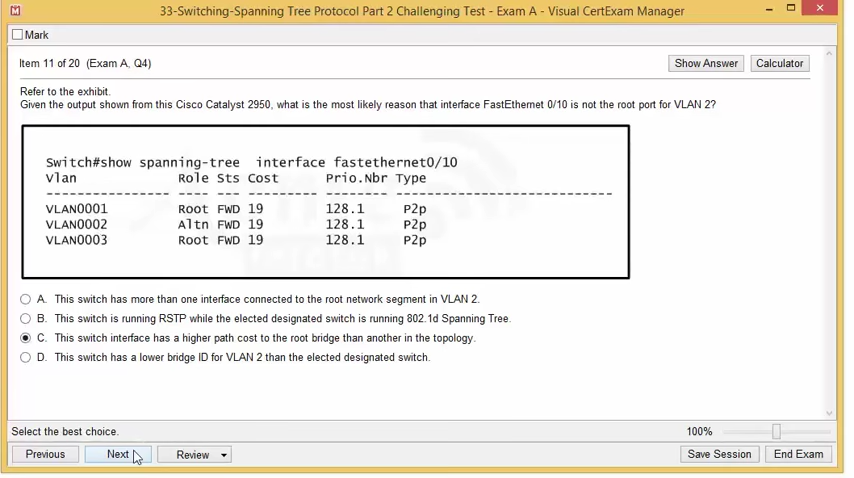 33-Switching-Spanning Tree Protocol Part 2 Challenging Test - Exam A - Visual CertExam Manager
Mark
Item 11 of 20 (Exam A, Q4)
Show Answer
Calculator
Refer to the exhibit.
Given the output shown from this Cisco Catalyst 2950, what is the most likely reason that interface FastEthernet 0/10 is not the root port for VLAN 2?
Switch#show spanning-tree interface fastethernet0/10
Vlan Role Sts Cost Prio.Nbr Type
VLAN0001 Root FWD 19 128.1 P2p
VLAN0002 Altn FWD 19 128.1 P2p
VLAN0003 Root FWD 19 128.1 P2p
A. This switch has more than one interface connected to the root network segment in VLAN 2.
B. This switch is running RSTP while the elected designated switch is running 802.1d Spanning Tree.
C. This switch interface has a higher path cost to the root bridge than another in the topology.
D. This switch has a lower bridge ID for VLAN 2 than the elected designated switch.
Select the best choice.
100%
Previous
Next
Review
Save Session
End Exam